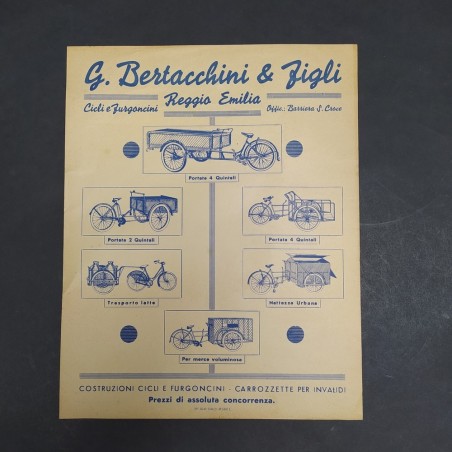 G. Bertacchini & Figli
Cicli e Furgoncini
Reggio Emilia
Offic.: Barriera S. Croce
Portata 4 Quintali
Portata 2 Quintali
Portata 6 Quintali
Trasporto latte
Nettezza Urbana
Per merce voluminosa
COSTRUZIONI CICLI E FURGONCINI - CARROZZETTE PER INVALIDI
Prezzi di assoluta concorrenza.